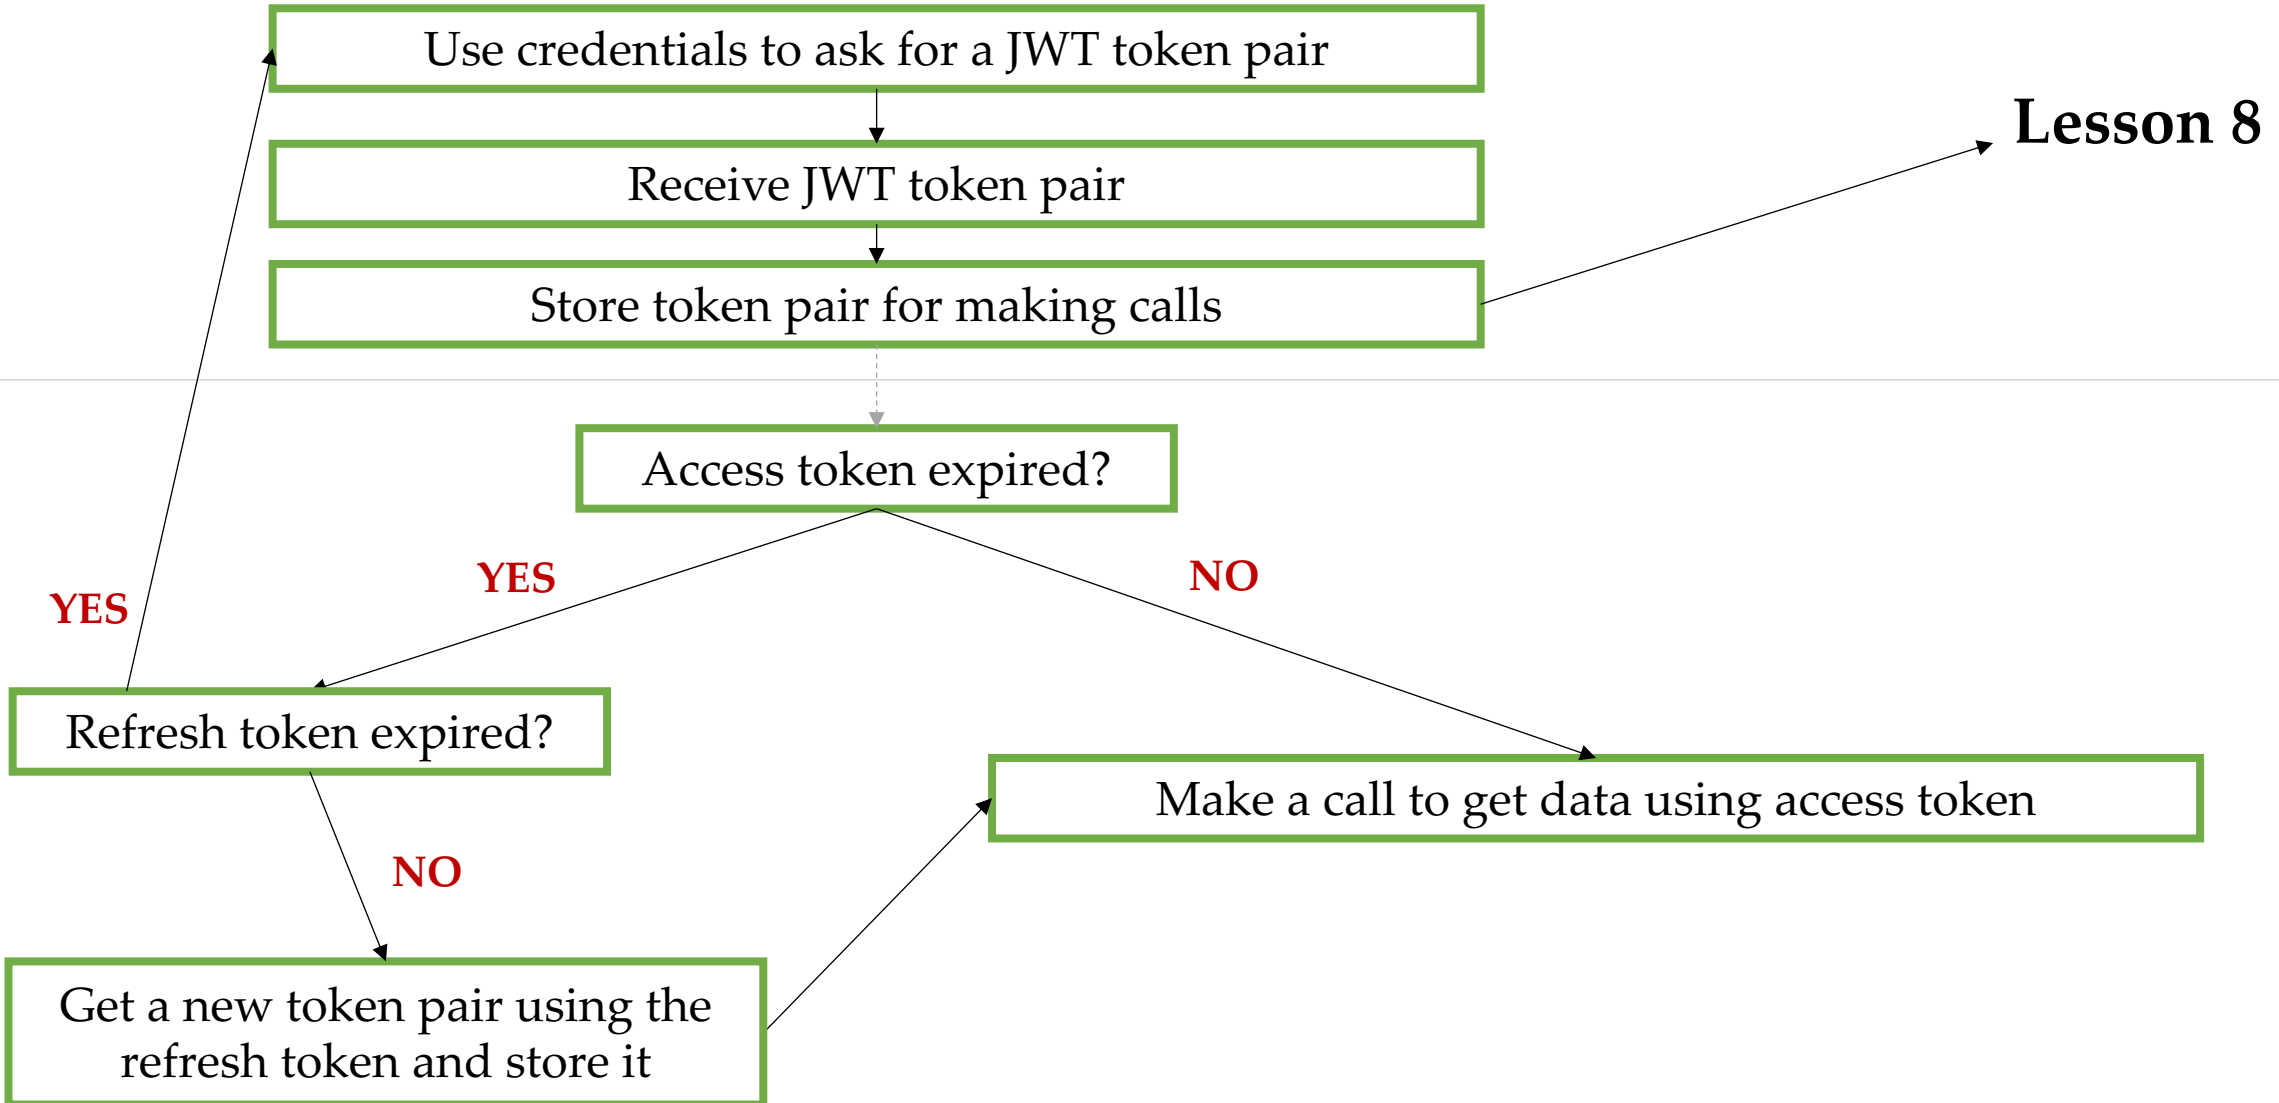 Use credentials to ask for a JWT token pair
Lesson 8
Receive JWT token pair
Store token pair for making calls
Access token expired?
YES
NO
YES
Refresh token expired?
Make a call to get data using access token
NO
Get a new token pair using the
refresh token and store it